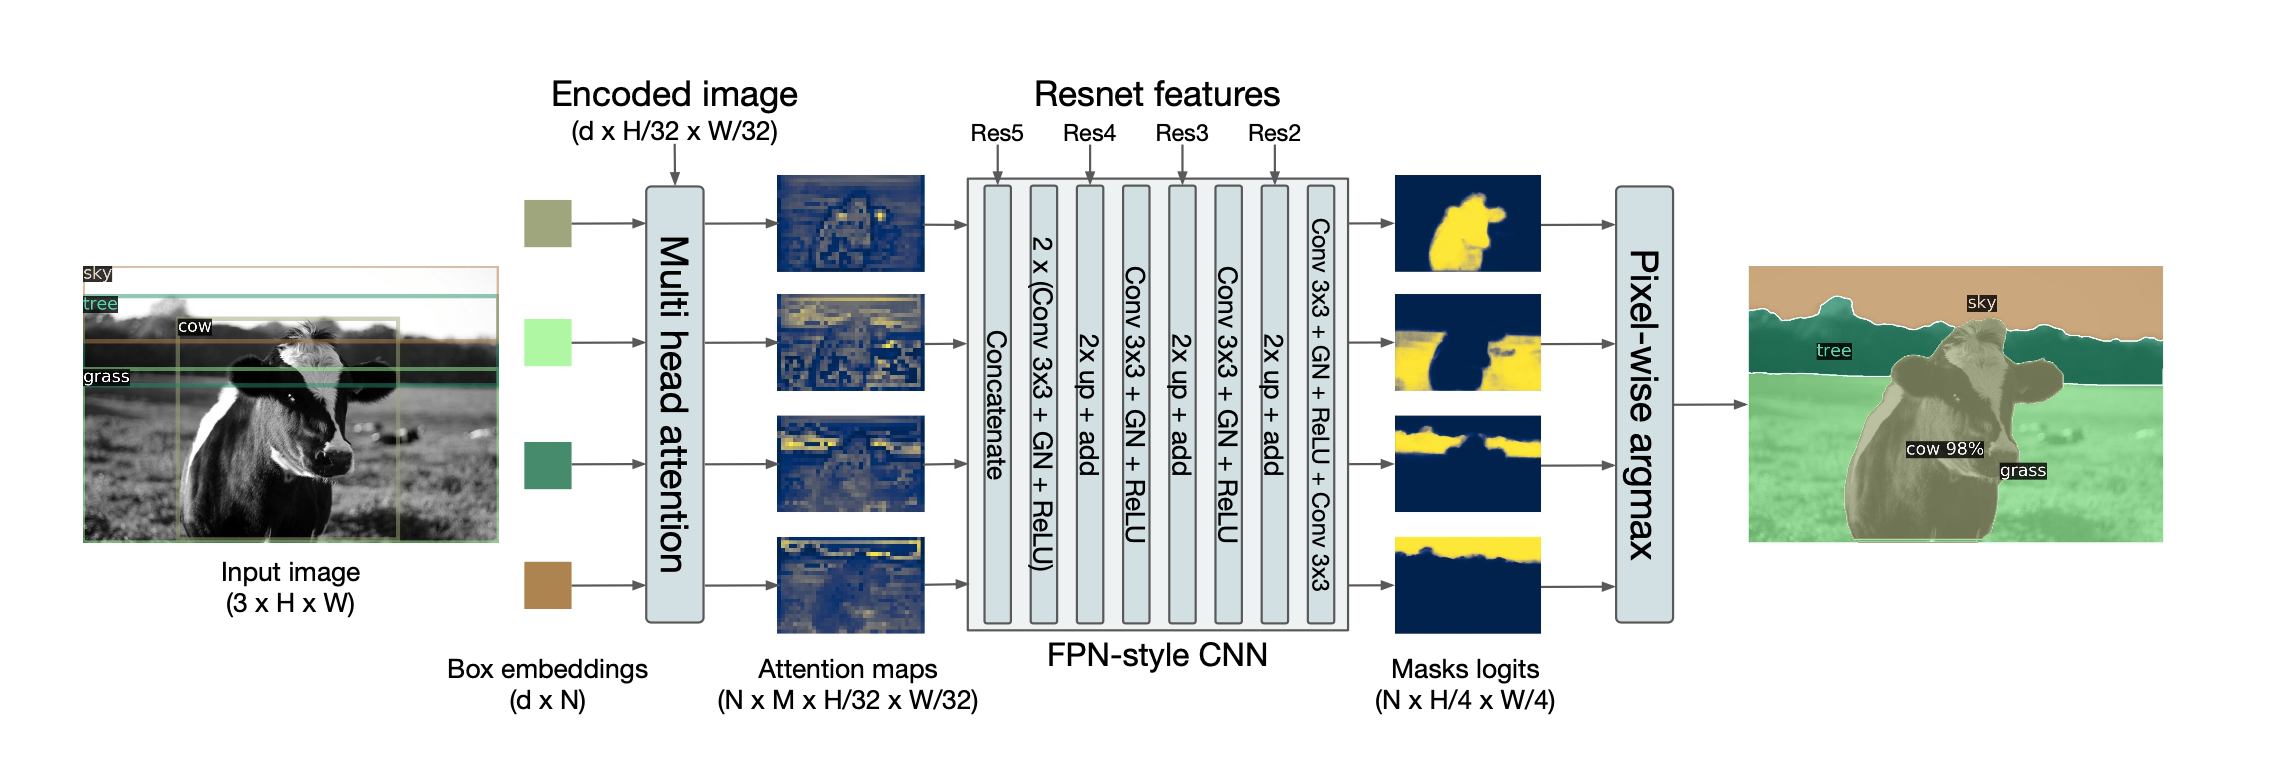 Encoded image
(d x H/32 x W/32)
Resnet features
Res5
Res4
Res3
Res2
sky
tree
cow
grass
Input image
(3 x H x W)
Box embeddings
(d x N)
Multi head attention
Attention maps
(N x M x H/32 x W/32)
Concatenate
2 x (Conv 3x3 + GN + ReLU)
2x up + add
Conv 3x3 + GN + ReLU
2x up + add
Conv 3x3 + GN + ReLU
2x up + add
Conv 3x3 + GN + ReLU + Conv 3x3
FPN-style CNN
Masks logits
(N x H/4 x W/4)
Pixel-wise argmax
sky
tree
cow 98%
grass